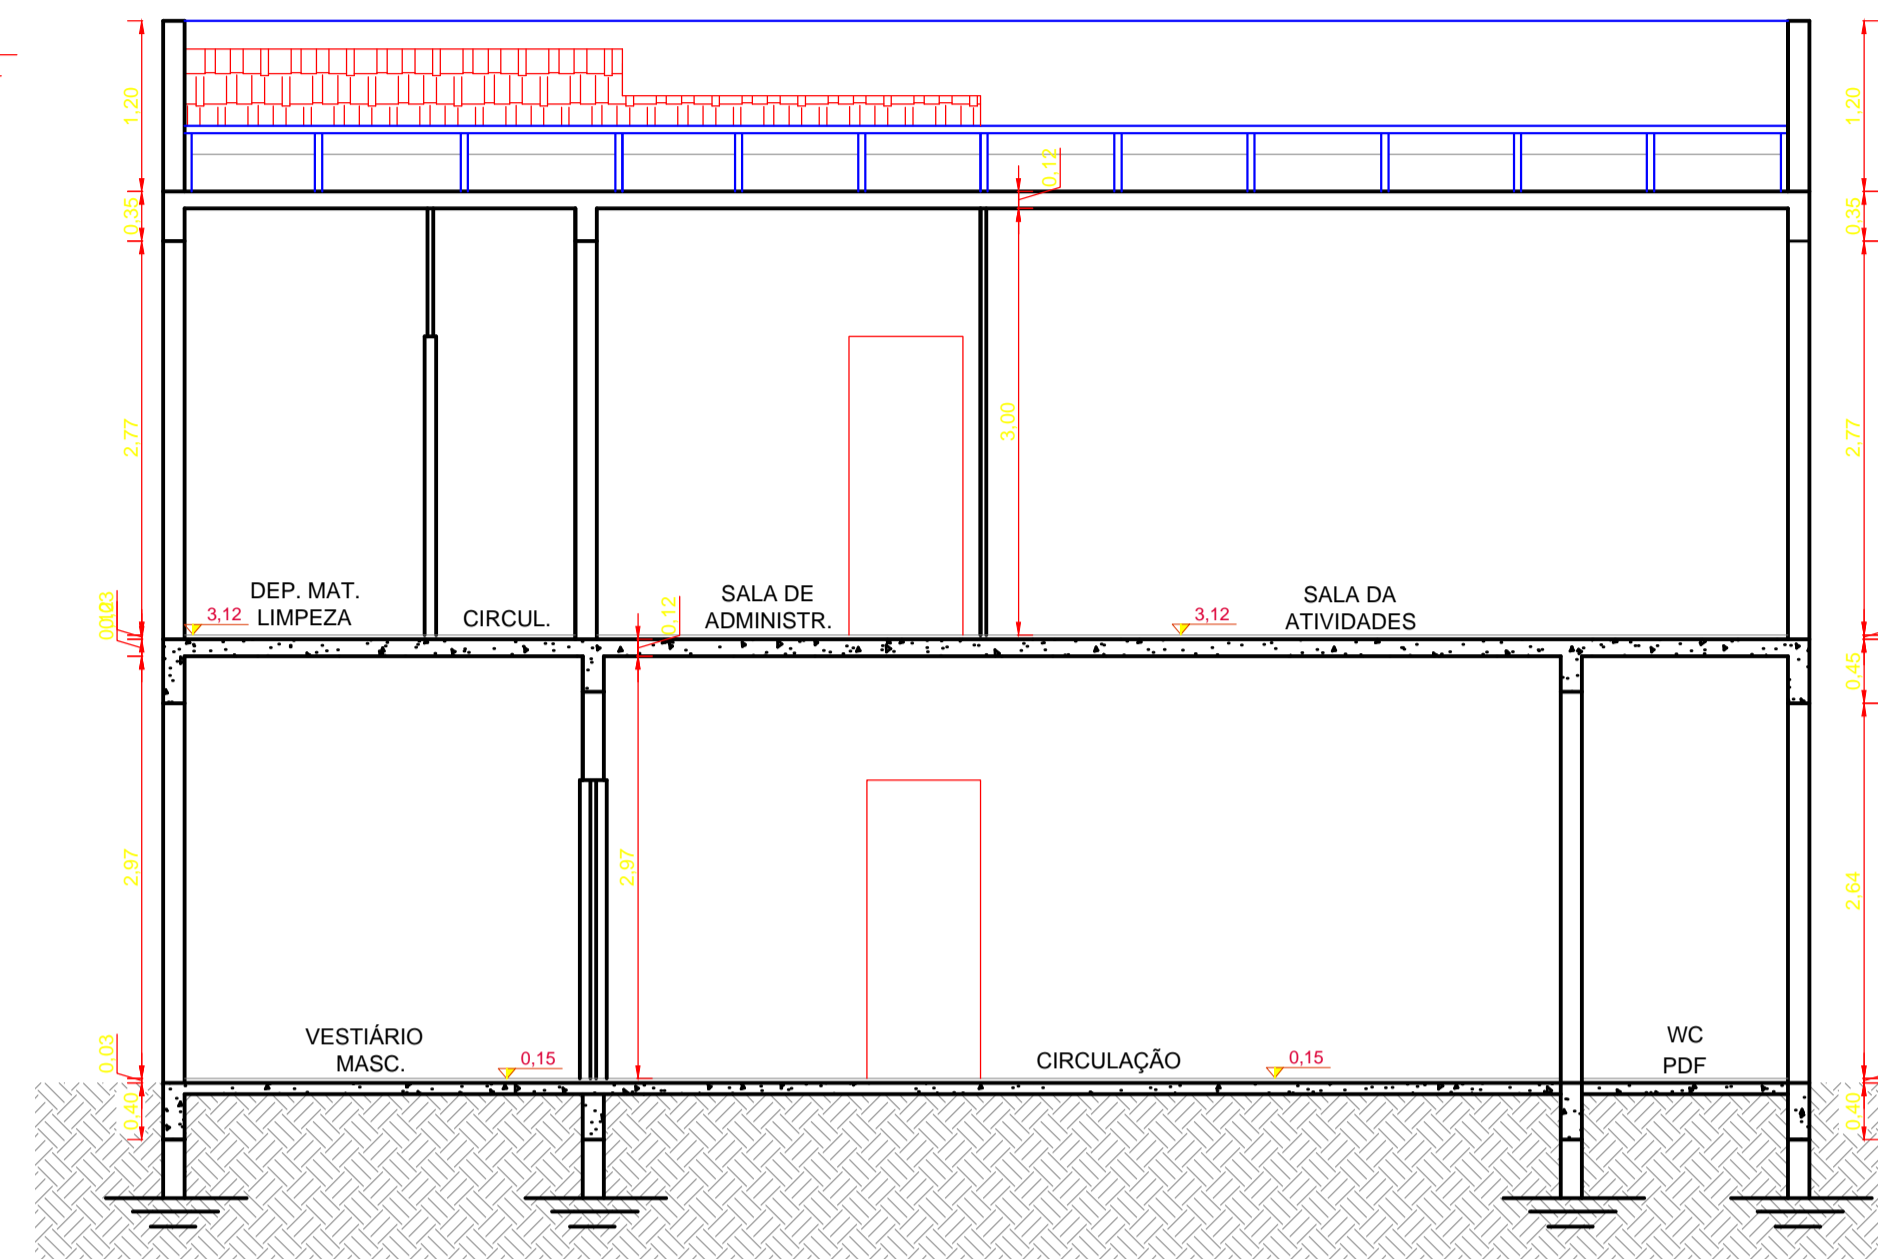 1,20
1,20
0,12
0,35
0,35
2,77
3,00
2,77
DEP. MAT.
LIMPEZA
3,12
CIRCUL.
0,12
SALA DE
ADMINISTR.
3,12
SALA DA
ATIVIDADES
0,45
2,97
2,97
2,64
VESTIÁRIO
MASC.
0,15
CIRCULAÇÃO
0,15
WC
PDF
0,03
0,40
0,40